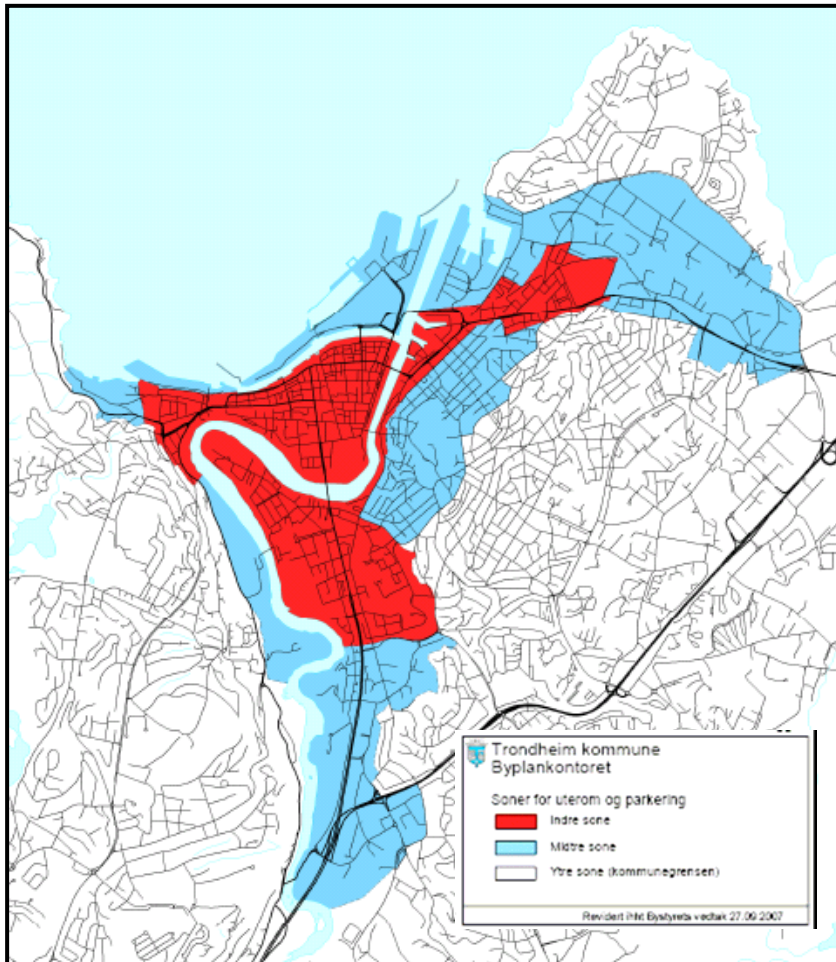 Trondheim kommune
Byplankontoret
Soner for uterom og parkering
Indre sone
Midtre sone
Ytre sone (kommunegrensen)
Revidert ihht Bystyrets vedtak 27.09.2007